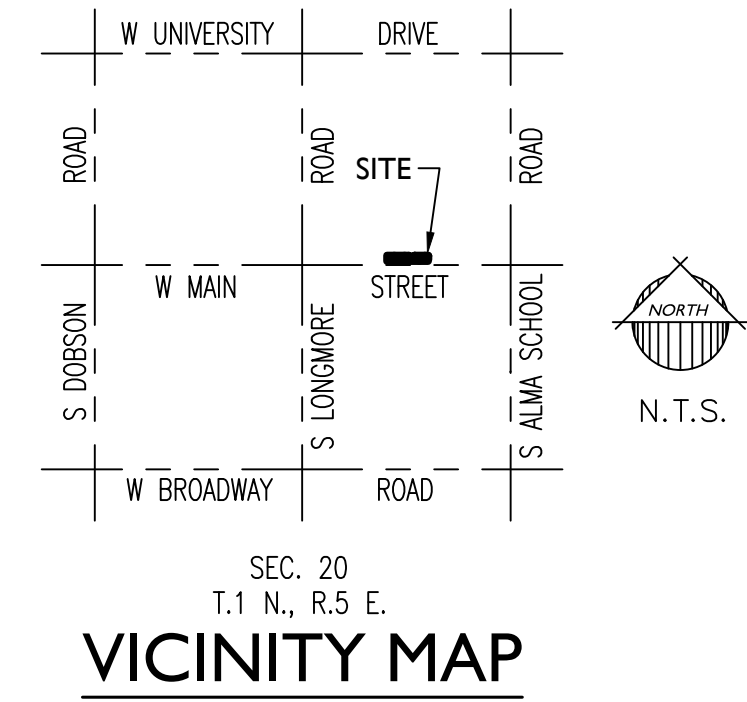 W UNIVERSITY DRIVE
ROAD
ROAD
ROAD
SITE
W MAIN STREET
S DOBSON
S LONGMORE
S ALMA SCHOOL
NORTH
N.T.S.
W BROADWAY ROAD
SEC. 20
T.1 N., R.5 E.
VICINITY MAP